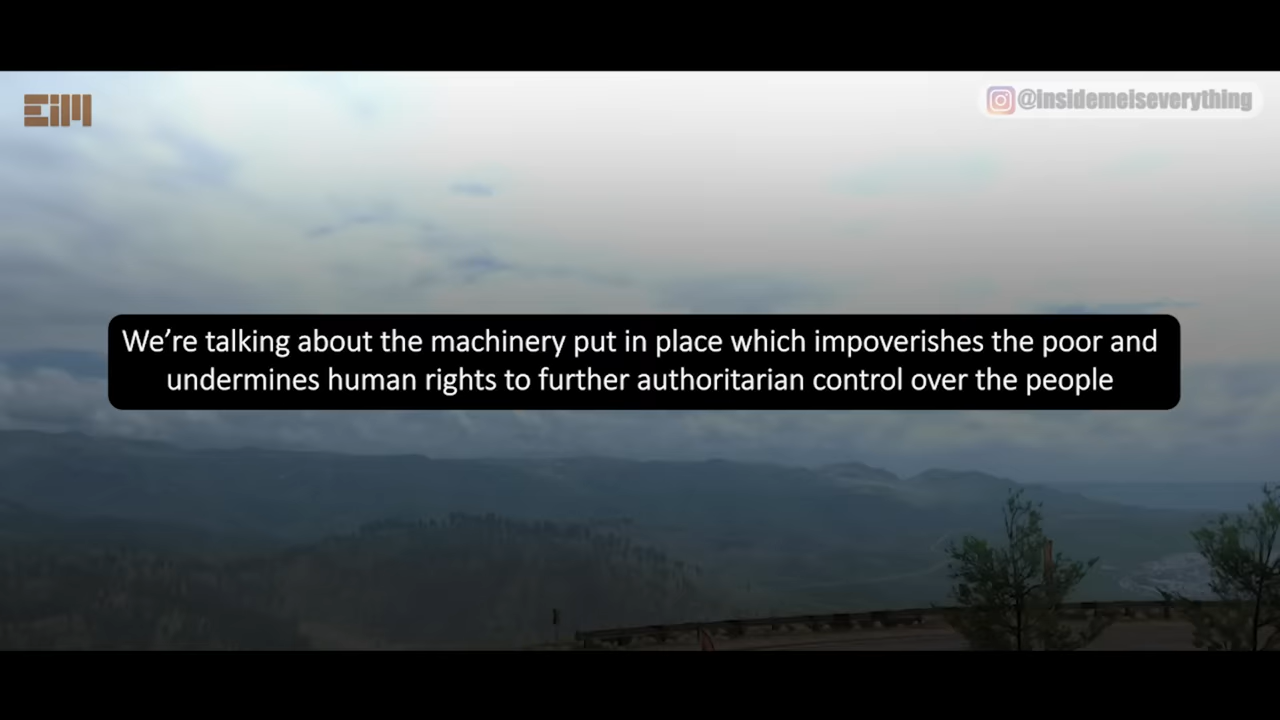 EiM
@Insidemeiseverything
We're talking about the machinery put in place which impoverishes the poor and
undermines human rights to further authoritarian control over the people